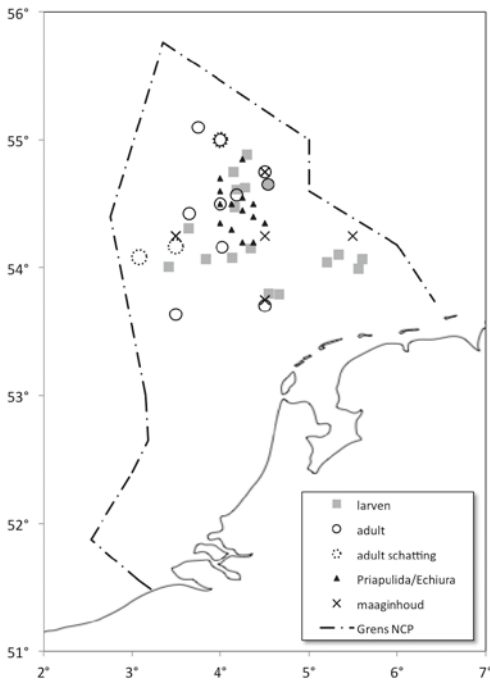 56°
55°
54°
53°
52°
51°
2°
3°
4°
5°
6°
7°
larven
adult
adult schatting
Priapulida/Echiura
maaginhoud
Grens NCP